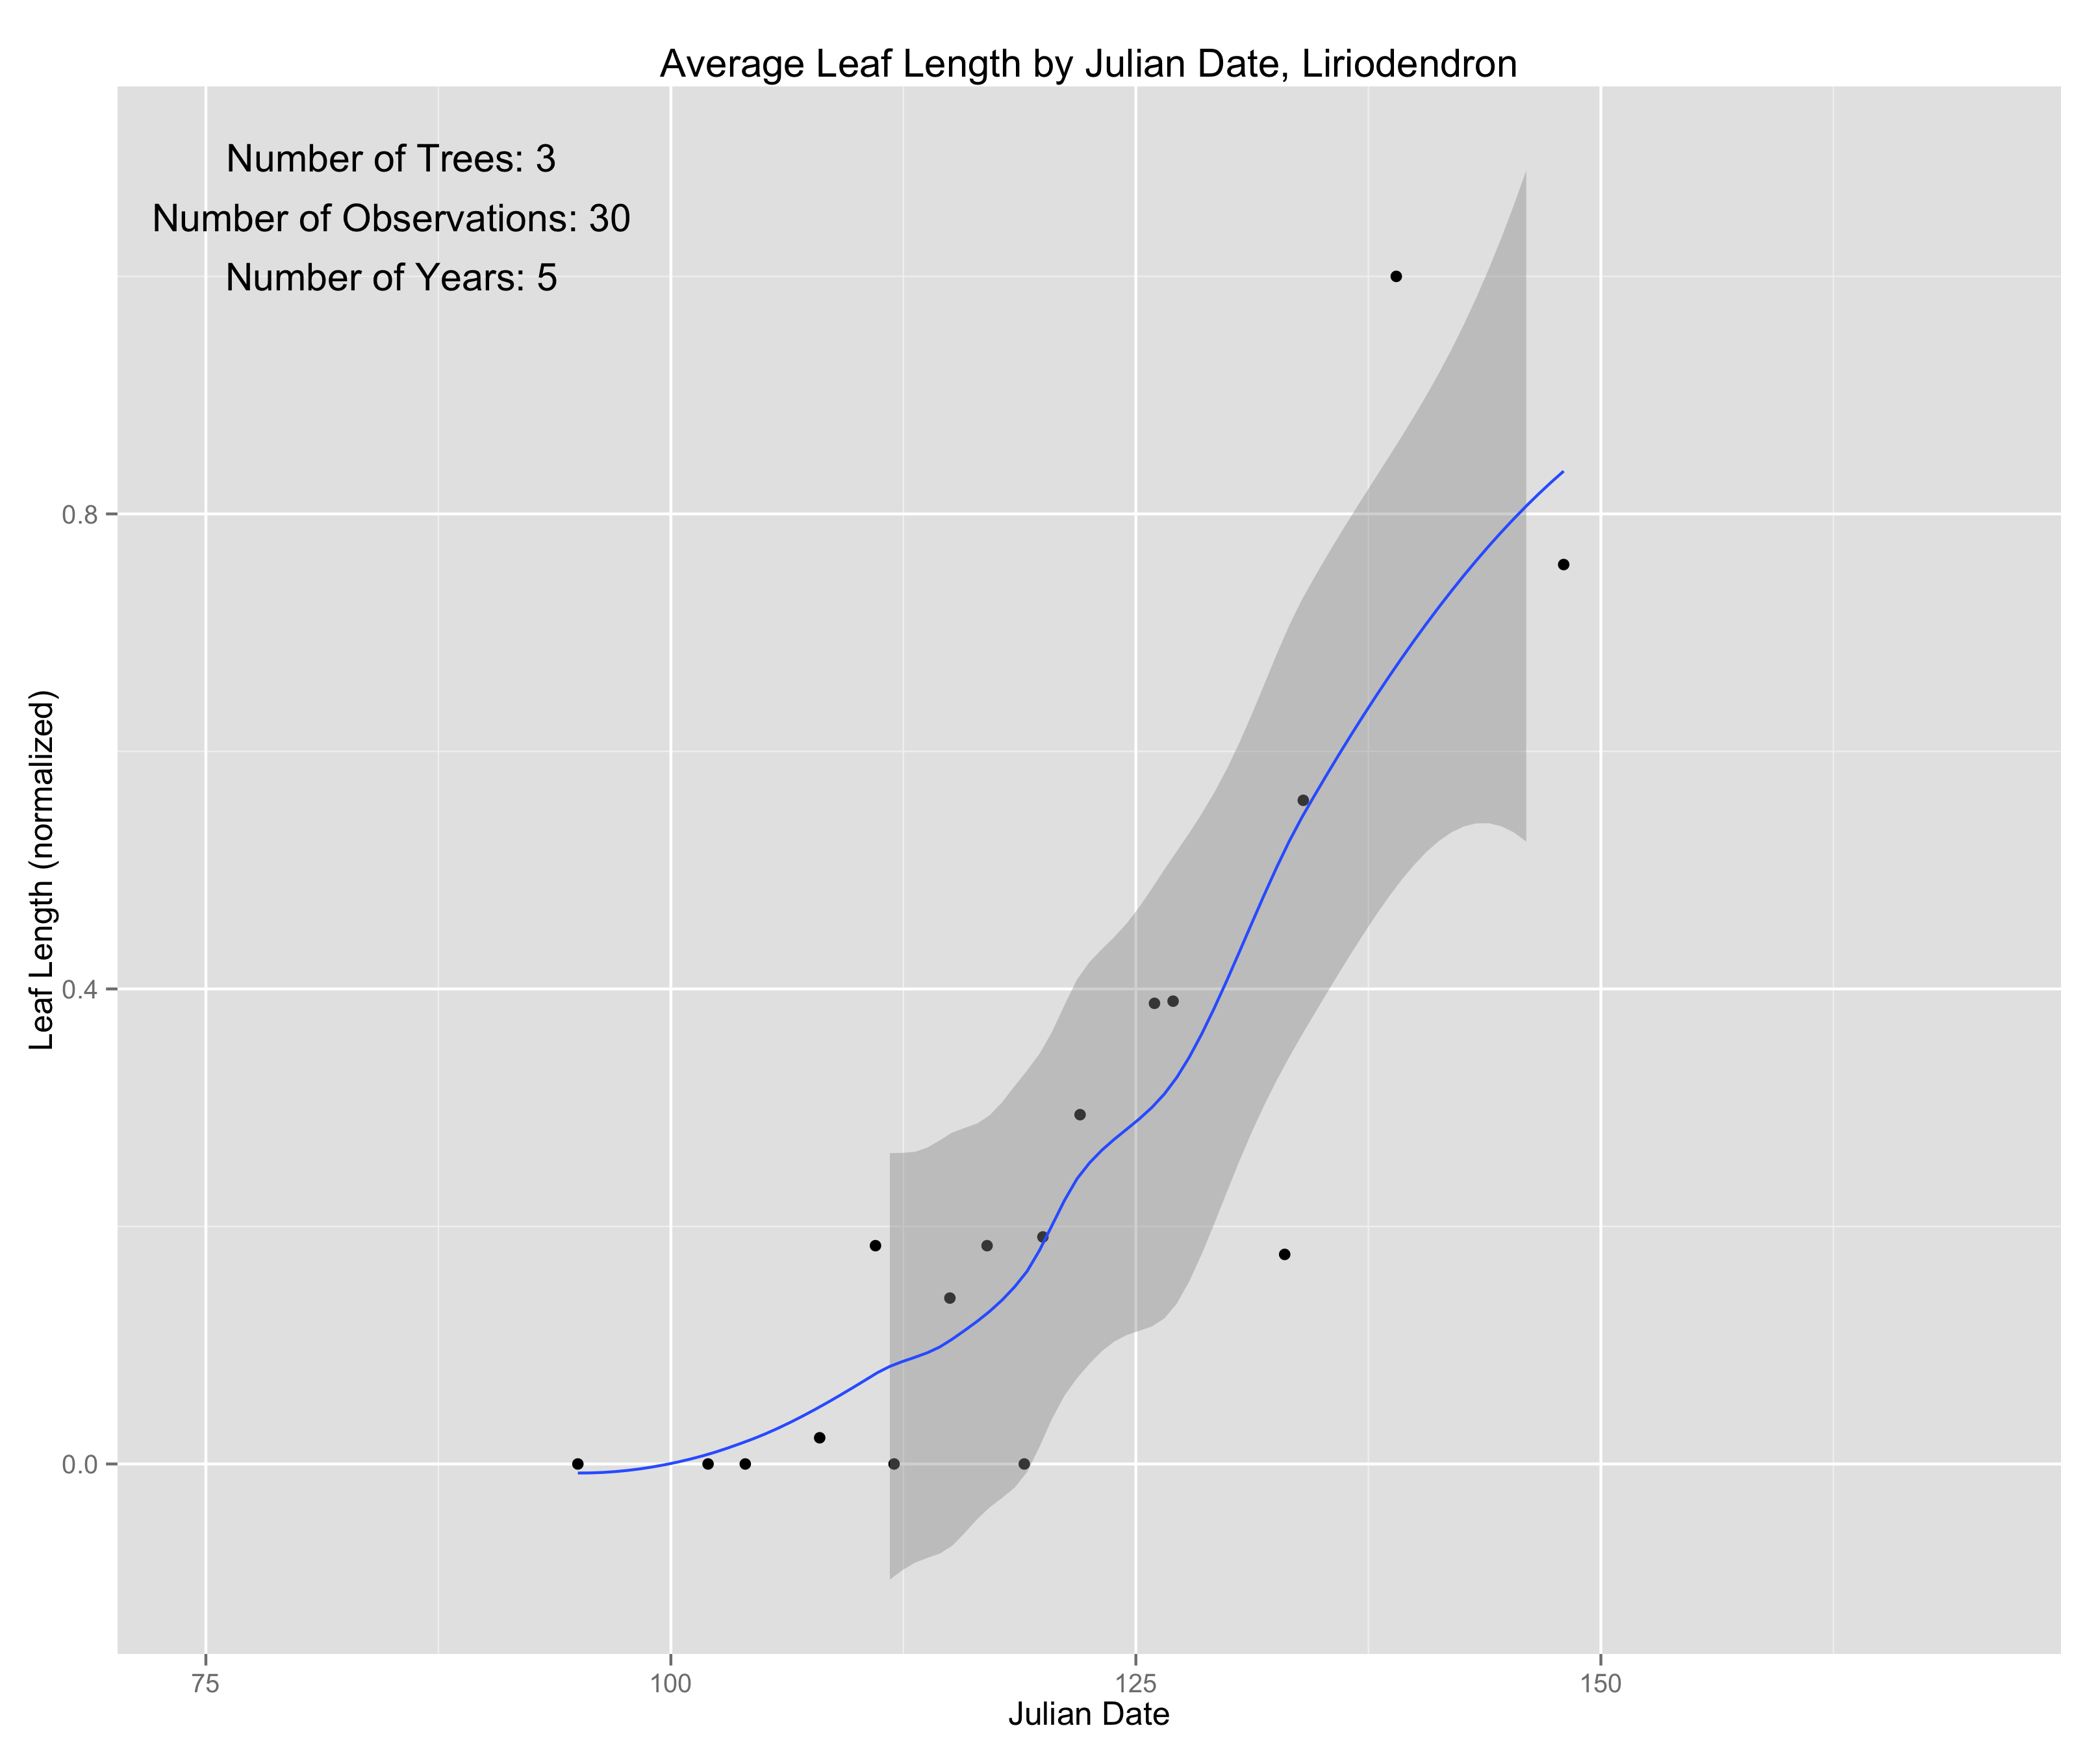 Average Leaf Length by Julian Date, Liriodendron
Number of Trees: 3
Number of Observations: 30
Number of Years: 5
Leaf Length (normalized)
0.8
0.4
0.0
75
100
125
150
Julian Date